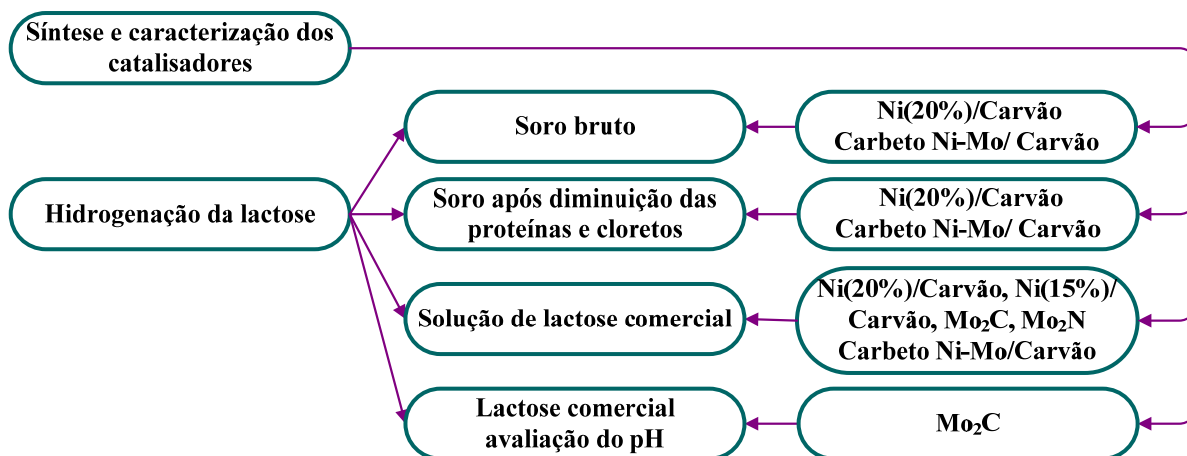 Síntese e caracterização dos
catalisadores
Soro bruto
Ni(20%)/Carvão
Carbeto Ni-Mo/ Carvão
Hidrogenação da lactose
Soro após diminuição das
proteínas e cloretos
Ni(20%)/Carvão
Carbeto Ni-Mo/ Carvão
Solução de lactose comercial
Ni(20%)/Carvão, Ni(15%)/
Carvão, Mo₂C, Mo₂N
Carbeto Ni-Mo/Carvão
Lactose comercial
avaliação do pH
Mo₂C